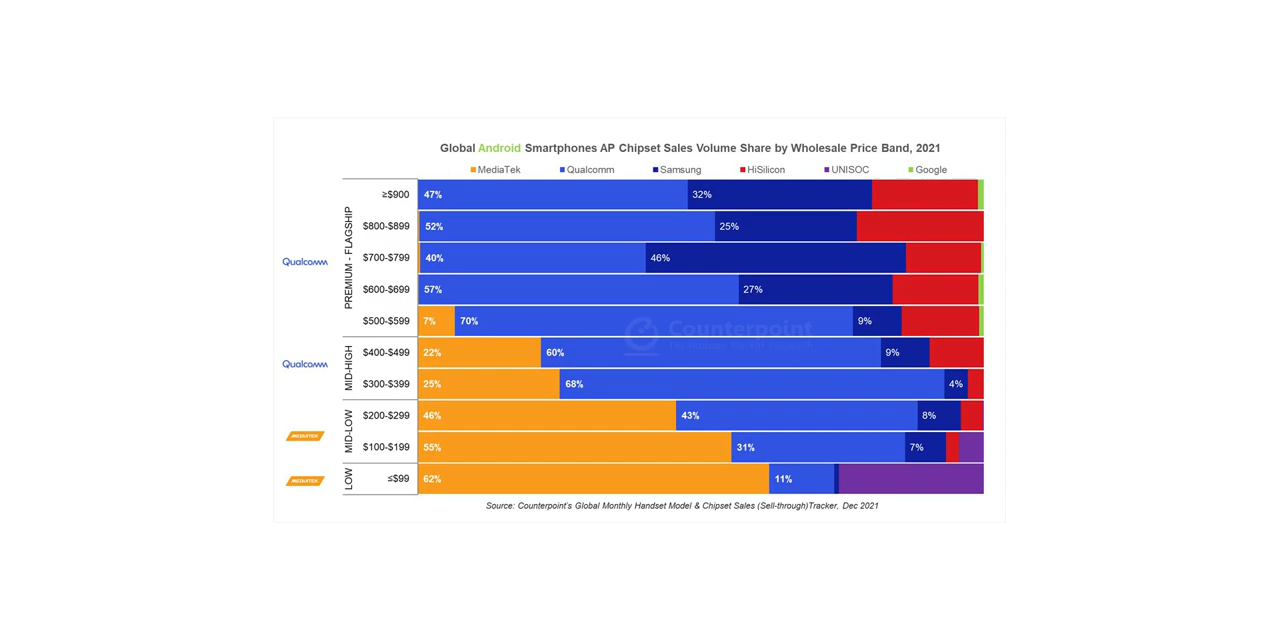 Global Android Smartphones AP Chipset Sales Volume Share by Wholesale Price Band, 2021
MediaTek Qualcomm Samsung HiSilicon UNISOC Google
PREMIUM - FLAGSHIP
≥$900 47% 32%
$800-$899 52% 25%
Qualcomm $700-$799 40% 46%
$600-$699 57% 27%
$500-$599 7% 70% 9%
Counterpoint
MID-HIGH
$400-$499 22% 60% 9%
Qualcomm
$300-$399 25% 68% 4%
MID-LOW
$200-$299 46% 43% 8%
MEDIATEK
$100-$199 55% 31% 7%
LOW
MEDIATEK ≤$99 62% 11%
Source: Counterpoint's Global Monthly Handset Model & Chipset Sales (Sell-through)Tracker, Dec 2021